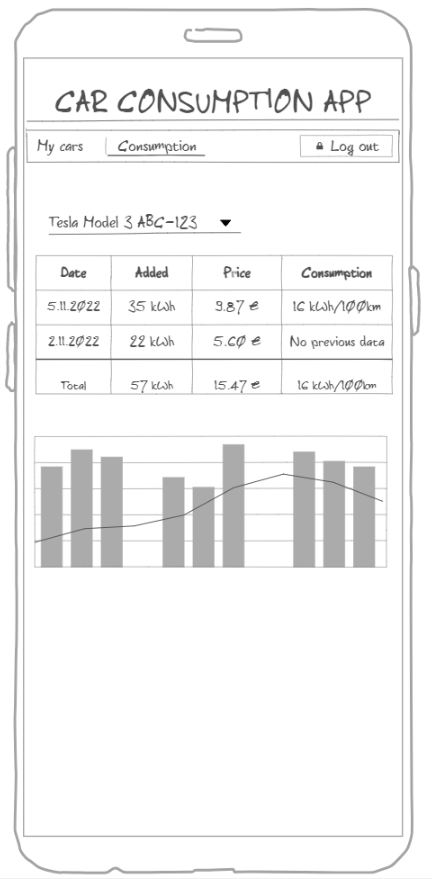 CAR CONSUMPTION APP
My cars Consumption Log out
Tesla Model 3 ABC-123
Date Added Price Consumption
5.11.2022 35 kWh 9.87 € 16 kWh/100km
2.11.2022 22 kWh 5.60 € No previous data
Total 57 kWh 15.47 € 16 kWh/100km